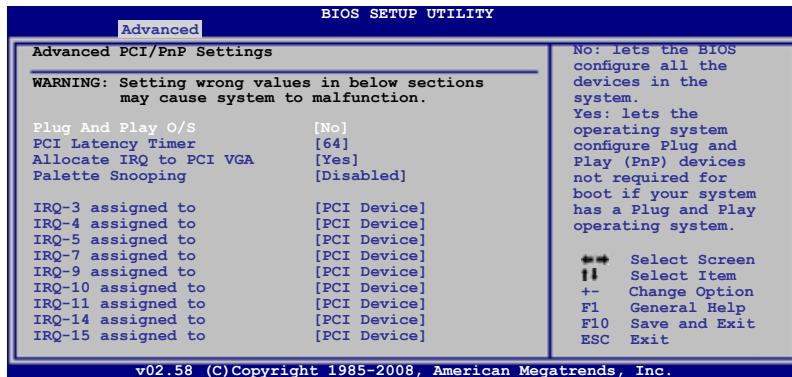 BIOS SETUP UTILITY
Advanced
Advanced PCI/PnP Settings
WARNING: Setting wrong values in below sections
may cause system to malfunction.
Plug And Play O/S [No]
PCI Latency Timer [64]
Allocate IRQ to PCI VGA [Yes]
Palette Snooping [Disabled]
IRQ-3 assigned to [PCI Device]
IRQ-4 assigned to [PCI Device]
IRQ-5 assigned to [PCI Device]
IRQ-7 assigned to [PCI Device]
IRQ-9 assigned to [PCI Device]
IRQ-10 assigned to [PCI Device]
IRQ-11 assigned to [PCI Device]
IRQ-14 assigned to [PCI Device]
IRQ-15 assigned to [PCI Device]
No: lets the BIOS
configure all the
devices in the
system.
Yes: lets the
operating system
configure Plug and
Play (PnP) devices
not required for
boot if your system
has a Plug and Play
operating system.
Select Screen
Select Item
+- Change Option
F1 General Help
F10 Save and Exit
ESC Exit
v02.58 (C)Copyright 1985-2008, American Megatrends, Inc.